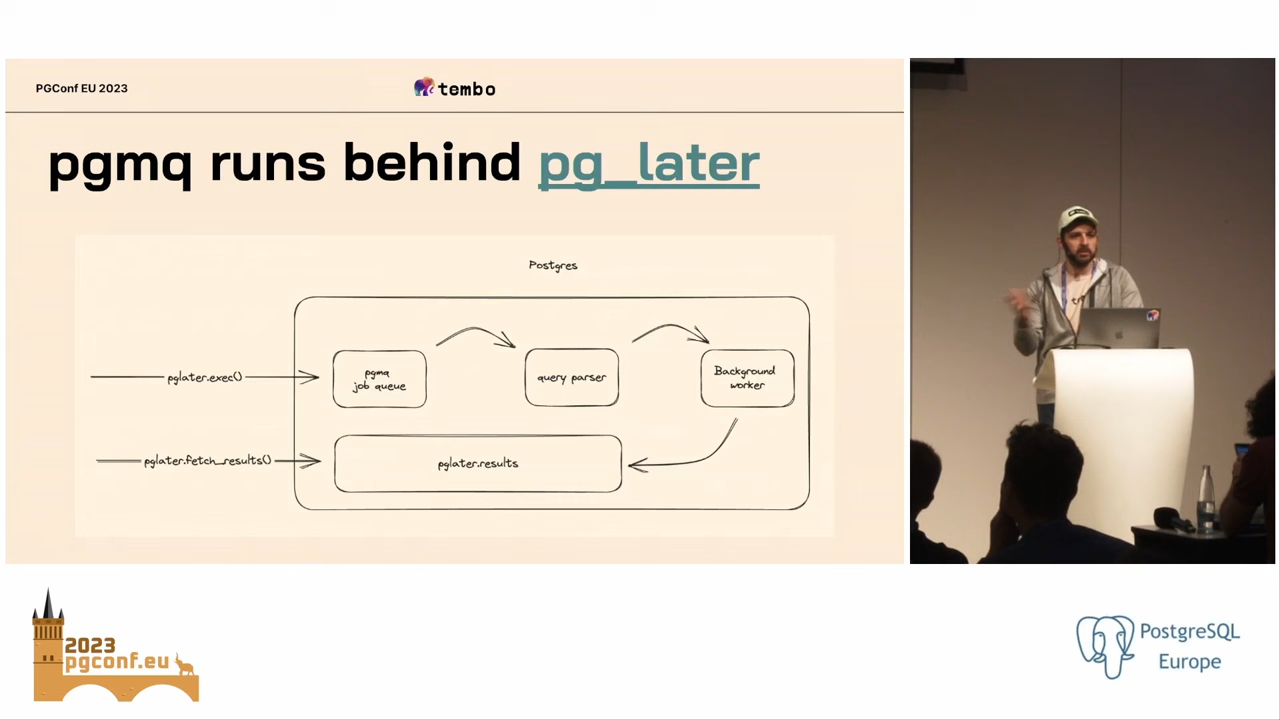 PGConf EU 2023
tembo
pgmq runs behind pg_later
Postgres
pglater.exec()
pgmq
job queue
query parser
Background
worker
pglater.fetch_results()
pglater.results
2023
pgconf.eu
PostgreSQL
Europe